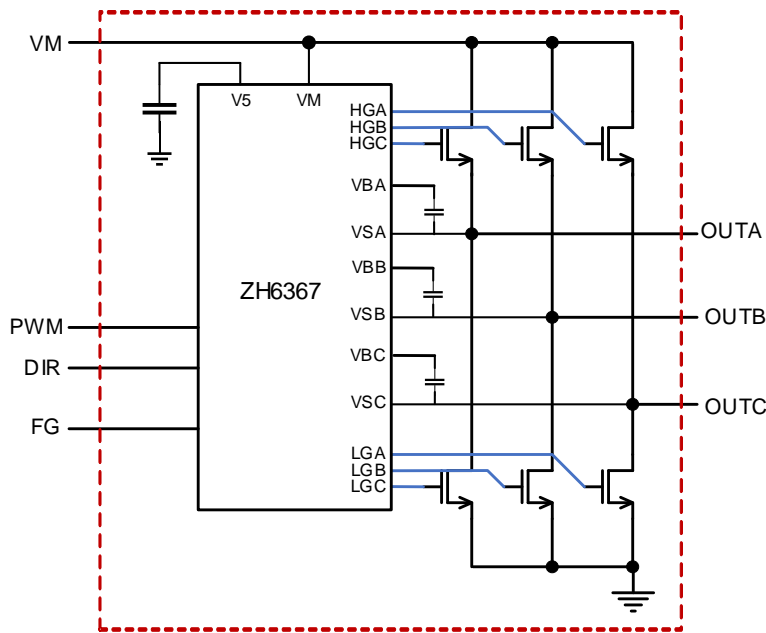 VM
V5 VM
HGA
HGB
HGC
VBA
VSA
OUTA
VBB
ZH6367
VSB
OUTB
PWM
VBC
DIR
VSC
OUTC
FG
LGA
LGB
LGC